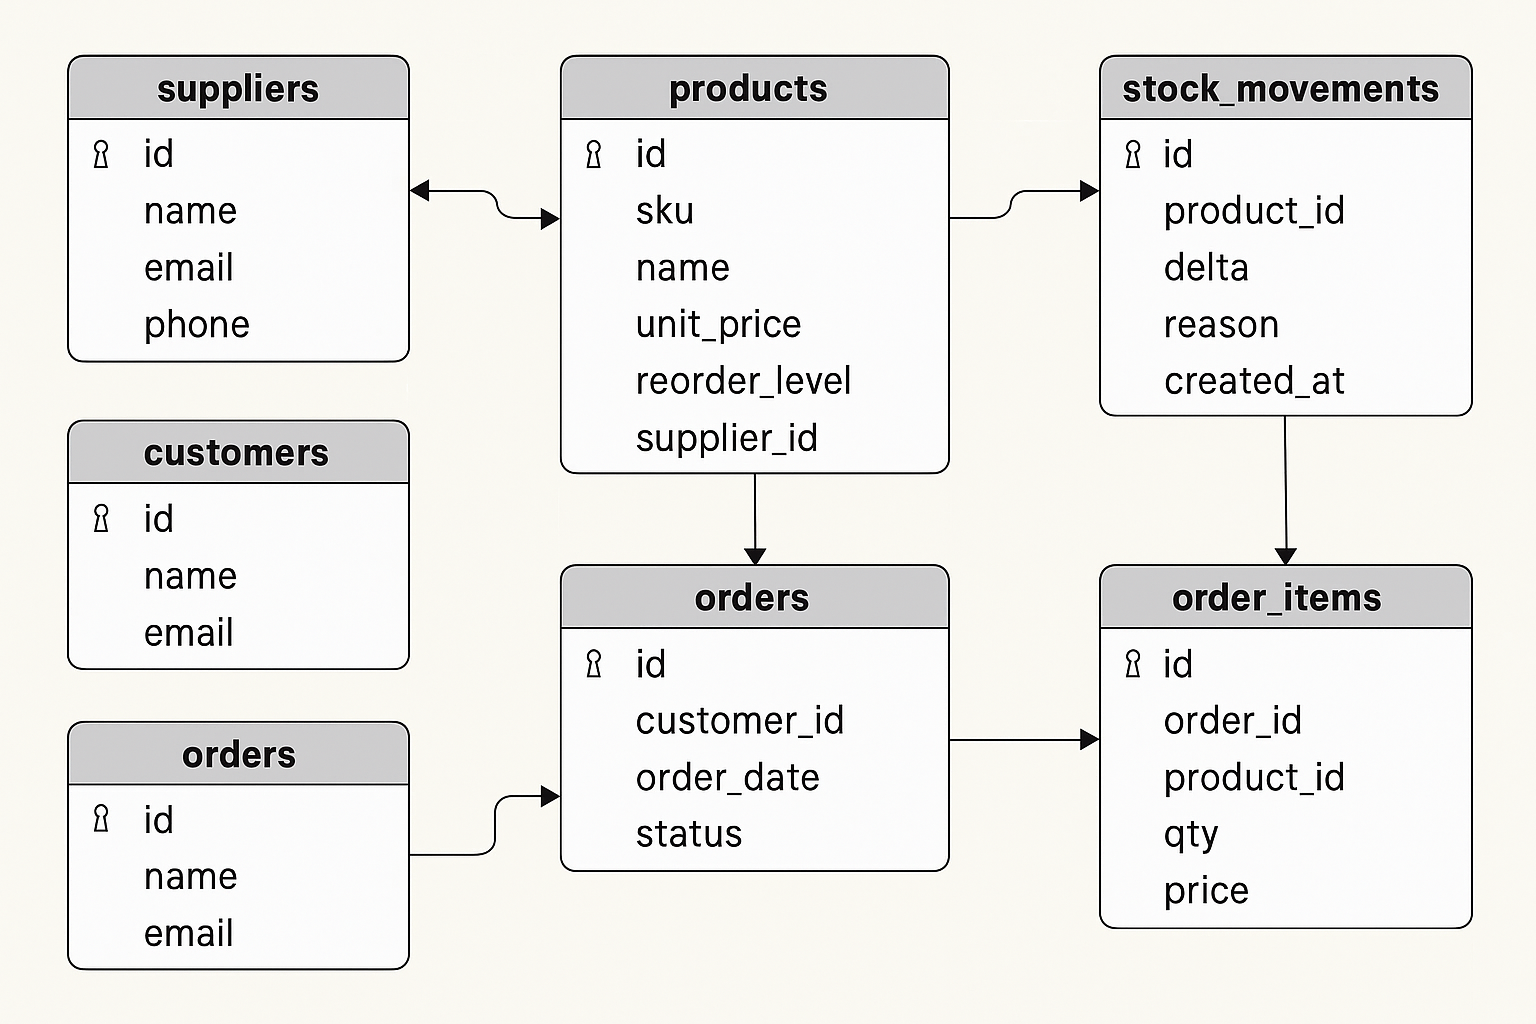 suppliers
id
name
email
phone
products
id
sku
name
unit_price
reorder_level
supplier_id
stock_movements
id
product_id
delta
reason
created_at
customers
id
name
email
orders
id
customer_id
order_date
status
order_items
id
order_id
product_id
qty
price
orders
id
name
email